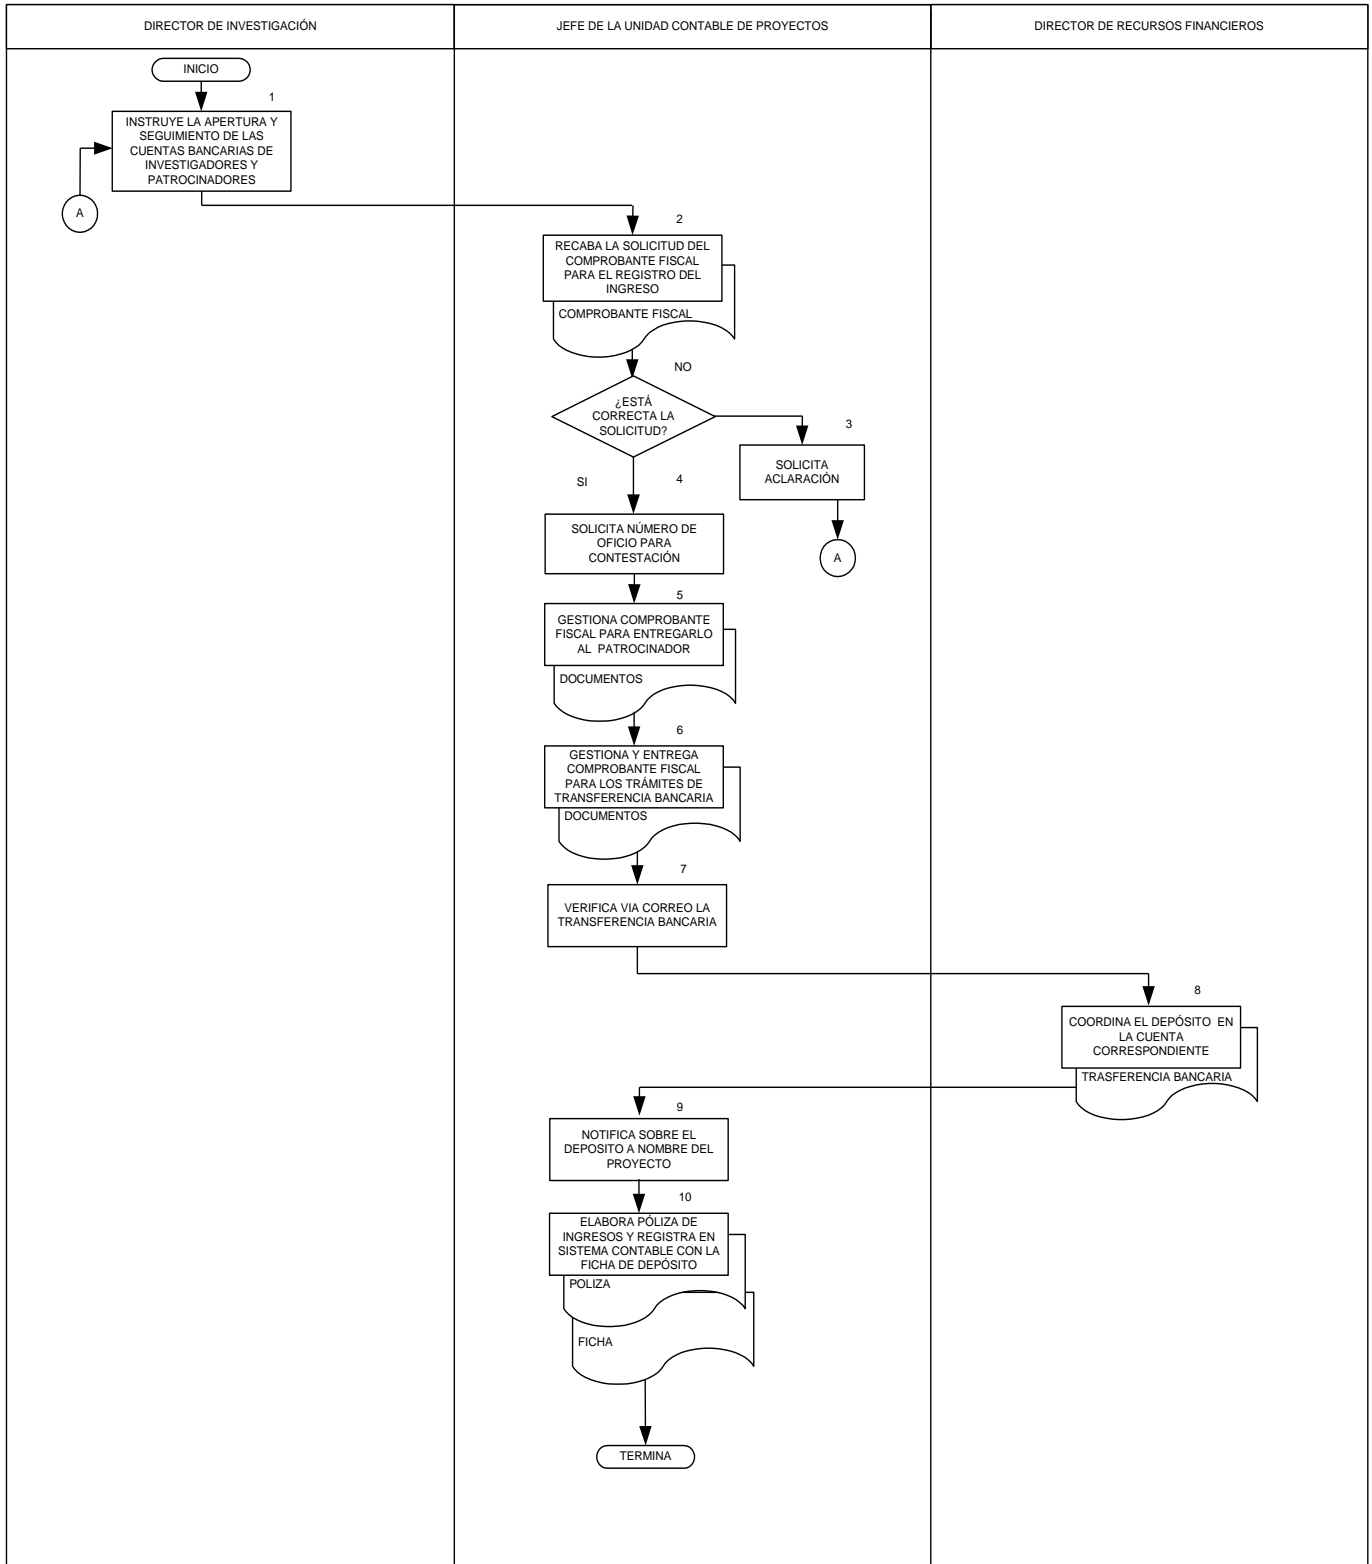 DIRECTOR DE INVESTIGACIÓN
JEFE DE LA UNIDAD CONTABLE DE PROYECTOS
DIRECTOR DE RECURSOS FINANCIEROS
INICIO
1
INSTRUYE LA APERTURA Y
SEGUIMIENTO DE LAS
CUENTAS BANCARIAS DE
INVESTIGADORES Y
PATROCINADORES
A
2
RECABA LA SOLICITUD DEL
COMPROBANTE FISCAL
PARA EL REGISTRO DEL
INGRESO
COMPROBANTE FISCAL
NO
¿ESTÁ
CORRECTA LA
SOLICITUD?
3
SOLICITA
ACLARACIÓN
A
SI
4
SOLICITA NÚMERO DE
OFICIO PARA
CONTESTACIÓN
5
GESTIONA COMPROBANTE
FISCAL PARA ENTREGARLO
AL PATROCINADOR
DOCUMENTOS
6
GESTIONA Y ENTREGA
COMPROBANTE FISCAL
PARA LOS TRÁMITES DE
TRANSFERENCIA BANCARIA
DOCUMENTOS
7
VERIFICA VIA CORREO LA
TRANSFERENCIA BANCARIA
8
COORDINA EL DEPÓSITO EN
LA CUENTA
CORRESPONDIENTE
TRASFERENCIA BANCARIA
9
NOTIFICA SOBRE EL
DEPOSITO A NOMBRE DEL
PROYECTO
10
ELABORA PÓLIZA DE
INGRESOS Y REGISTRA EN
SISTEMA CONTABLE CON LA
FICHA DE DEPÓSITO
POLIZA
FICHA
TERMINA